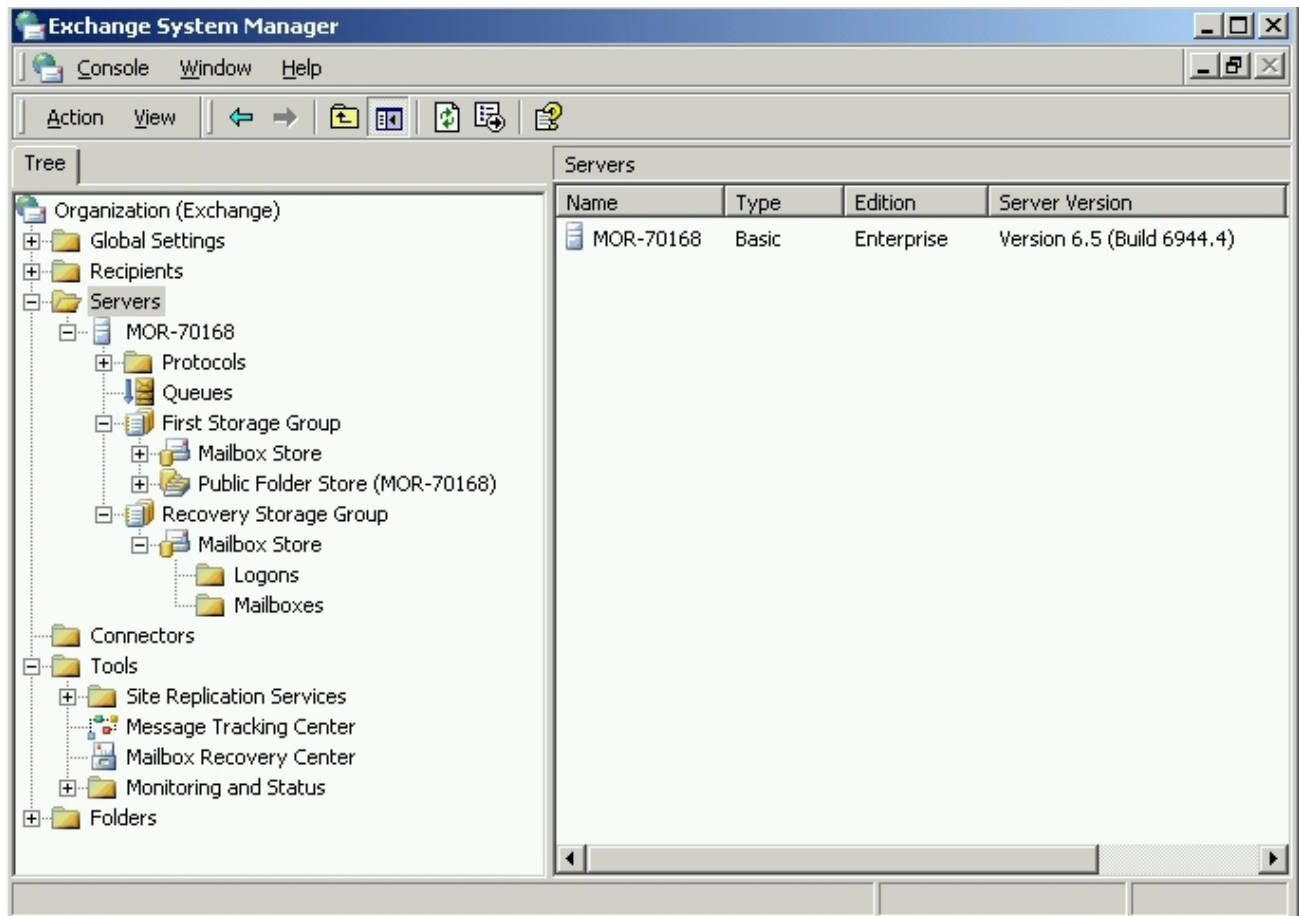 Exchange System Manager
Console Window Help
Action View
Tree
Organization (Exchange)
Global Settings
Recipients
Servers
MOR-70168
Protocols
Queues
First Storage Group
Mailbox Store
Public Folder Store (MOR-70168)
Recovery Storage Group
Mailbox Store
Logons
Mailboxes
Connectors
Tools
Site Replication Services
Message Tracking Center
Mailbox Recovery Center
Monitoring and Status
Folders
Servers
Name Type Edition Server Version
MOR-70168 Basic Enterprise Version 6.5 (Build 6944.4)